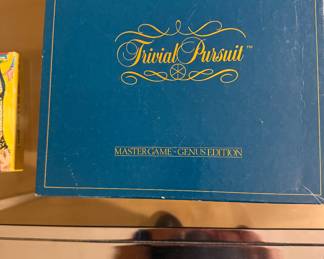 Trivial Pursuit™
MASTER GAME - GENUS EDITION